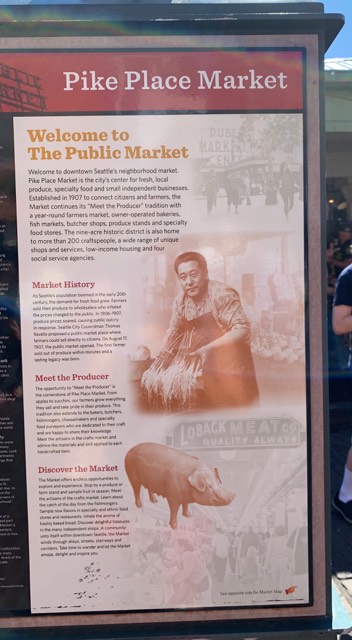 Pike Place Market
Welcome to
The Public Market
Welcome to downtown Seattle's neighborhood market.
Pike Place Market is the city's center for fresh, local
produce, specialty food and small independent businesses.
Established in 1907 to connect citizens and farmers, the
Market continues its "Meet the Producer" tradition with
a year-round farmers market, owner-operated bakeries,
fish markets, butcher shops, produce stands and specialty
food stores. The nine-acre historic district is also home
to more than 200 craftspeople, a wide range of unique
shops and services, low-income housing and four
social service agencies.
PUBLIC
MARKET
CENTER
Market History
As Seattle's population boomed in the early 20th
century, the demand for fresh food grew. Farmers
sold their produce to wholesalers who inflated
the prices charged to the public. In 1906-1907,
produce prices soared, causing public outcry.
In response, Seattle City Councilman Thomas
Revelle proposed a public market place where
farmers could sell directly to citizens. On August 17,
1907, the public market opened. The first farmer
sold out of produce within minutes and a
lasting legacy was born.
Meet the Producer
The opportunity to "Meet the Producer" is
the cornerstone of Pike Place Market. From
apples to zucchini, our farmers grow everything
they sell and take pride in their produce. This
tradition also extends to the bakers, butchers,
fishmongers, cheesemakers and specialty
food purveyors who are dedicated to their craft
and are happy to share their knowledge.
Meet the artisans in the crafts market and
admire the materials and skill applied to each
handcrafted item.
LOBACK MEAT CO
QUALITY ALWAYS
Discover the Market
The Market offers endless opportunities to
explore and experience. Stop by a produce or
farm stand and sample fruit in season. Meet
the artisans of the crafts market. Learn about
the catch of the day from the fishmongers.
Sample new flavors in specialty and ethnic food
stores and restaurants. Inhale the aroma of
freshly baked bread. Discover delightful treasures
in the many independent shops. A community
unto itself within downtown Seattle, the Market
winds through alleys, streets, stairways and
corridors. Take time to wander and let the Market
amaze, delight and inspire you.
See opposite side for Market Map